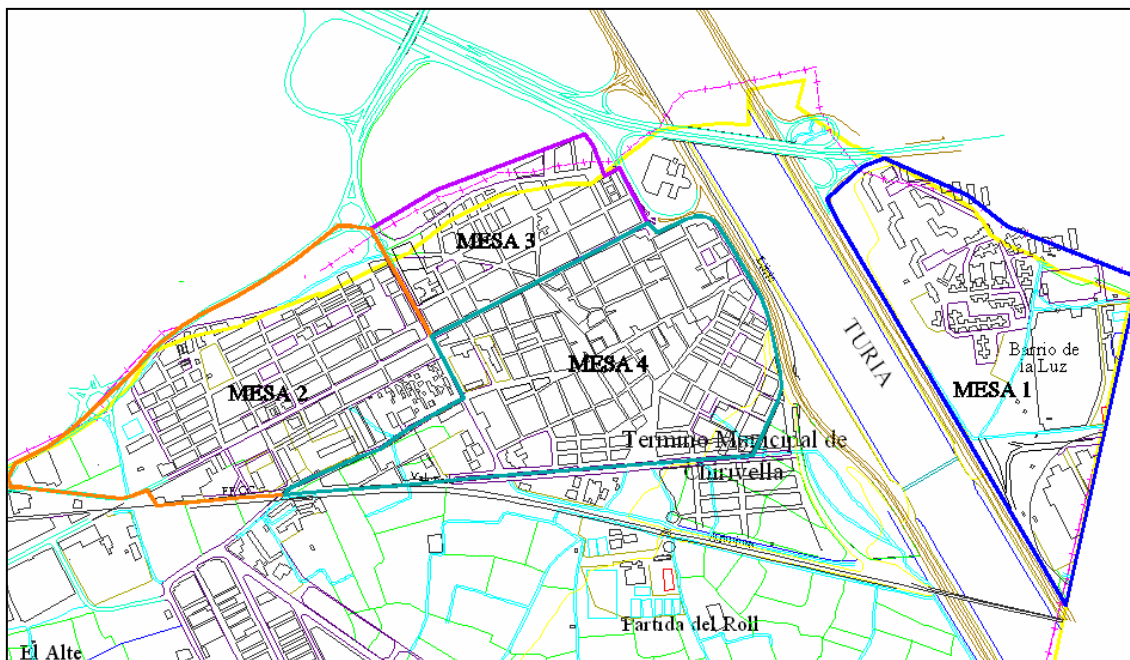 MESA 3
TURIA
MESA 4
Barrio de
la Luz
MESA 2
MESA 1
Termino Municipal de
Chirivella
Partida del Roll
El Alte